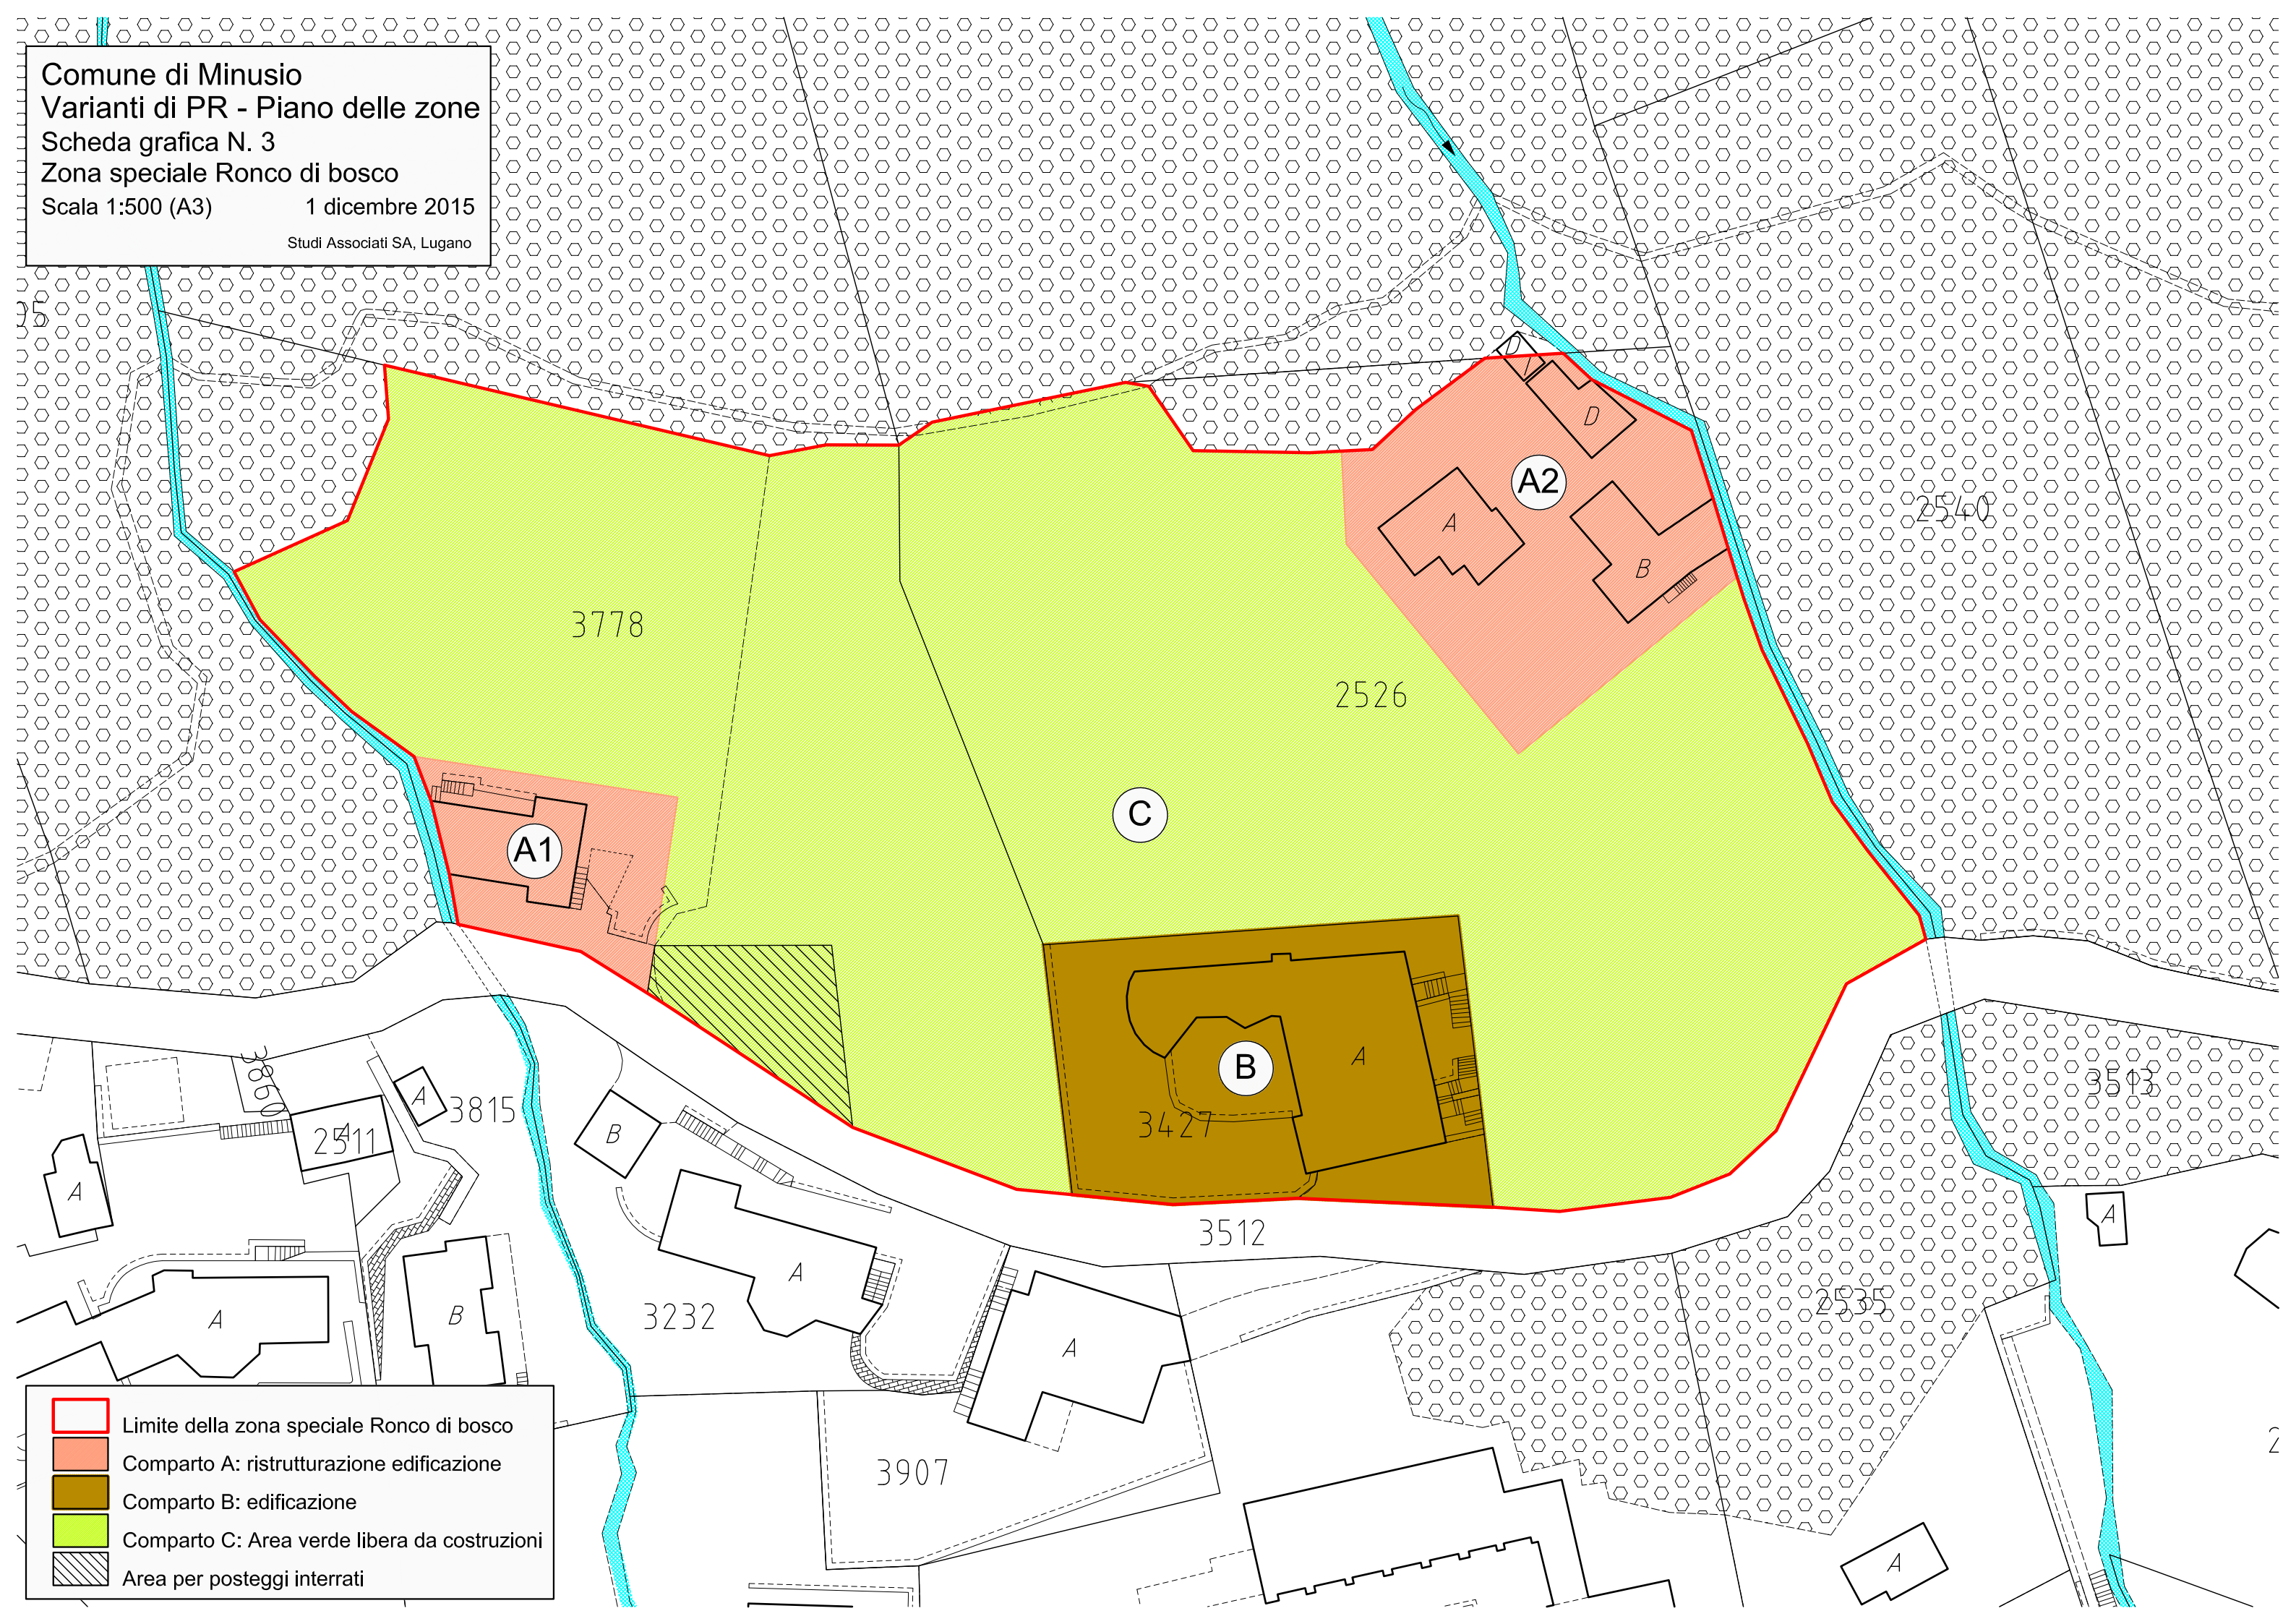 Comune di Minusio
Varianti di PR - Piano delle zone
Scheda grafica N. 3
Zona speciale Ronco di bosco
Scala 1:500 (A3) 1 dicembre 2015
Studi Associati SA, Lugano
D
D
A2
A
B
2540
3778
2526
C
A1
B
A
3427
3860
A
3815
2511
A
B
3513
A
A
3512
A
A
B
3232
A
2535
A
3907
A
Limite della zona speciale Ronco di bosco
Comparto A: ristrutturazione edificazione
Comparto B: edificazione
Comparto C: Area verde libera da costruzioni
Area per posteggi interrati